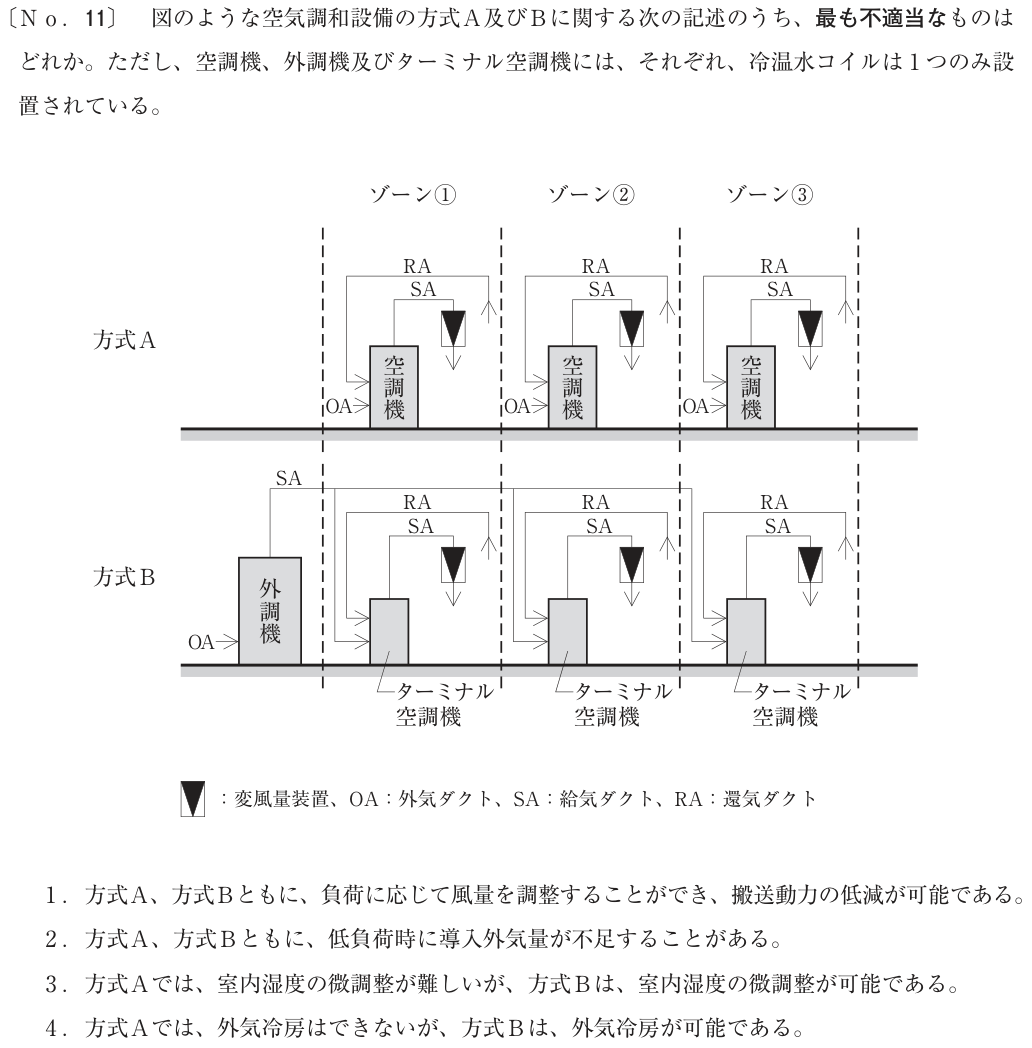 〔Ｎｏ．11〕　図のような空気調和設備の方式Ａ及びＢに関する次の記述のうち、最も不適当なものは
どれか。ただし、空調機、外調機及びターミナル空調機には、それぞれ、冷温水コイルは１つのみ設
置されている。
ゾーン① ゾーン② ゾーン③
方式Ａ
RA RA RA
SA SA SA
空調機 空調機 空調機
OA OA OA
方式Ｂ
SA
RA RA RA
SA SA SA
外調機
OA
ターミナル空調機 ターミナル空調機 ターミナル空調機
：変風量装置、OA：外気ダクト、SA：給気ダクト、RA：還気ダクト
１．方式Ａ、方式Ｂともに、負荷に応じて風量を調整することができ、搬送動力の低減が可能である。
２．方式Ａ、方式Ｂともに、低負荷時に導入外気量が不足することがある。
３．方式Ａでは、室内湿度の微調整が難しいが、方式Ｂは、室内湿度の微調整が可能である。
４．方式Ａでは、外気冷房はできないが、方式Ｂは、外気冷房が可能である。